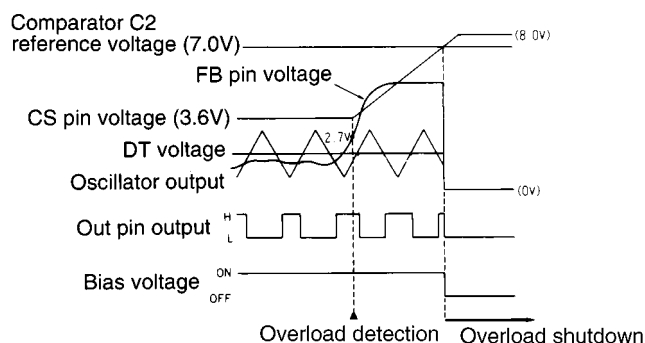 Comparator C2
reference voltage (7.0V)
(8.0V)
FB pin voltage
CS pin voltage (3.6V)
2.7V
DT voltage
Oscillator output
(0V)
Out pin output
H
L
Bias voltage
ON
OFF
Overload detection
Overload shutdown